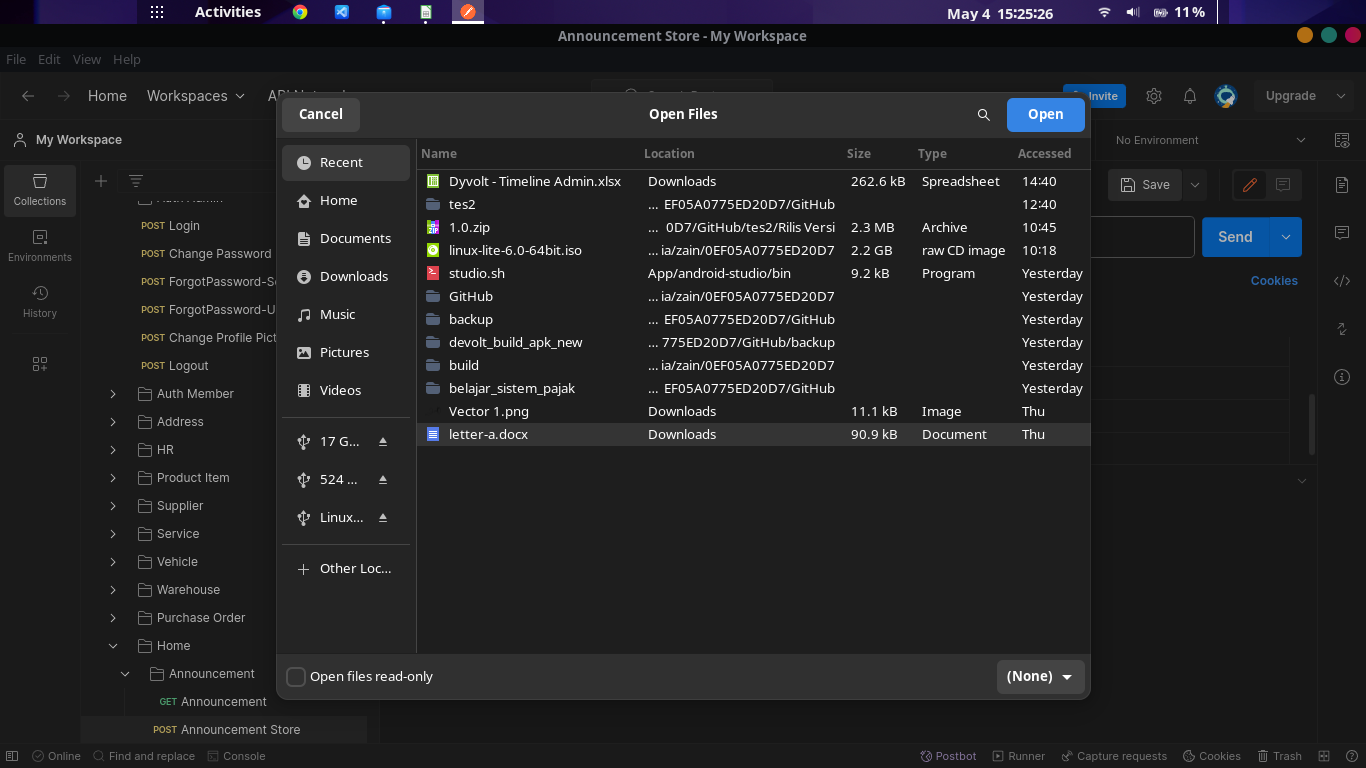 Activities
May 4 15:25:26
11 %
Announcement Store - My Workspace
File Edit View Help
Home Workspaces
Invite
Upgrade
My Workspace
No Environment
Cancel
Open Files
Open
Collections
Environments
History
Save
Send
Cookies
POST Login
POST Change Password
POST ForgotPassword-Se
POST ForgotPassword-U
POST Change Profile Pict
POST Logout
Auth Member
Address
HR
Product Item
Supplier
Service
Vehicle
Warehouse
Purchase Order
Home
Announcement
GET Announcement
POST Announcement Store
Recent
Home
Documents
Downloads
Music
Pictures
Videos
17 G...
524 ...
Linux...
Other Loc...
Name Location Size Type Accessed
Dyvolt - Timeline Admin.xlsx Downloads 262.6 kB Spreadsheet 14:40
tes2 ... EF05A0775ED20D7/GitHub 12:40
1.0.zip ... 0D7/GitHub/tes2/Rilis Versi 2.3 MB Archive 10:45
linux-lite-6.0-64bit.iso ... ia/zain/0EF05A0775ED20D7 2.2 GB raw CD image 10:18
studio.sh App/android-studio/bin 9.2 kB Program Yesterday
GitHub ... ia/zain/0EF05A0775ED20D7 Yesterday
backup ... EF05A0775ED20D7/GitHub Yesterday
devolt_build_apk_new ... 775ED20D7/GitHub/backup Yesterday
build ... ia/zain/0EF05A0775ED20D7 Yesterday
belajar_sistem_pajak ... EF05A0775ED20D7/GitHub Yesterday
Vector 1.png Downloads 11.1 kB Image Thu
letter-a.docx Downloads 90.9 kB Document Thu
Open files read-only
(None)
Online Find and replace Console
Postbot Runner Capture requests Cookies Trash